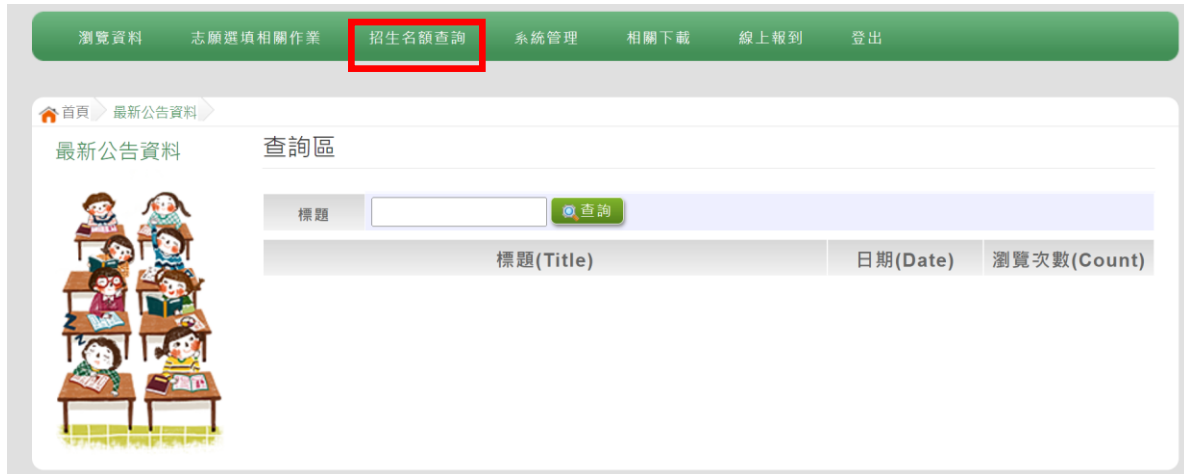 瀏覽資料 志願選填相關作業 招生名額查詢 系統管理 相關下載 線上報到 登出
首頁 最新公告資料
最新公告資料
查詢區
標題 查詢
標題(Title) 日期(Date) 瀏覽次數(Count)